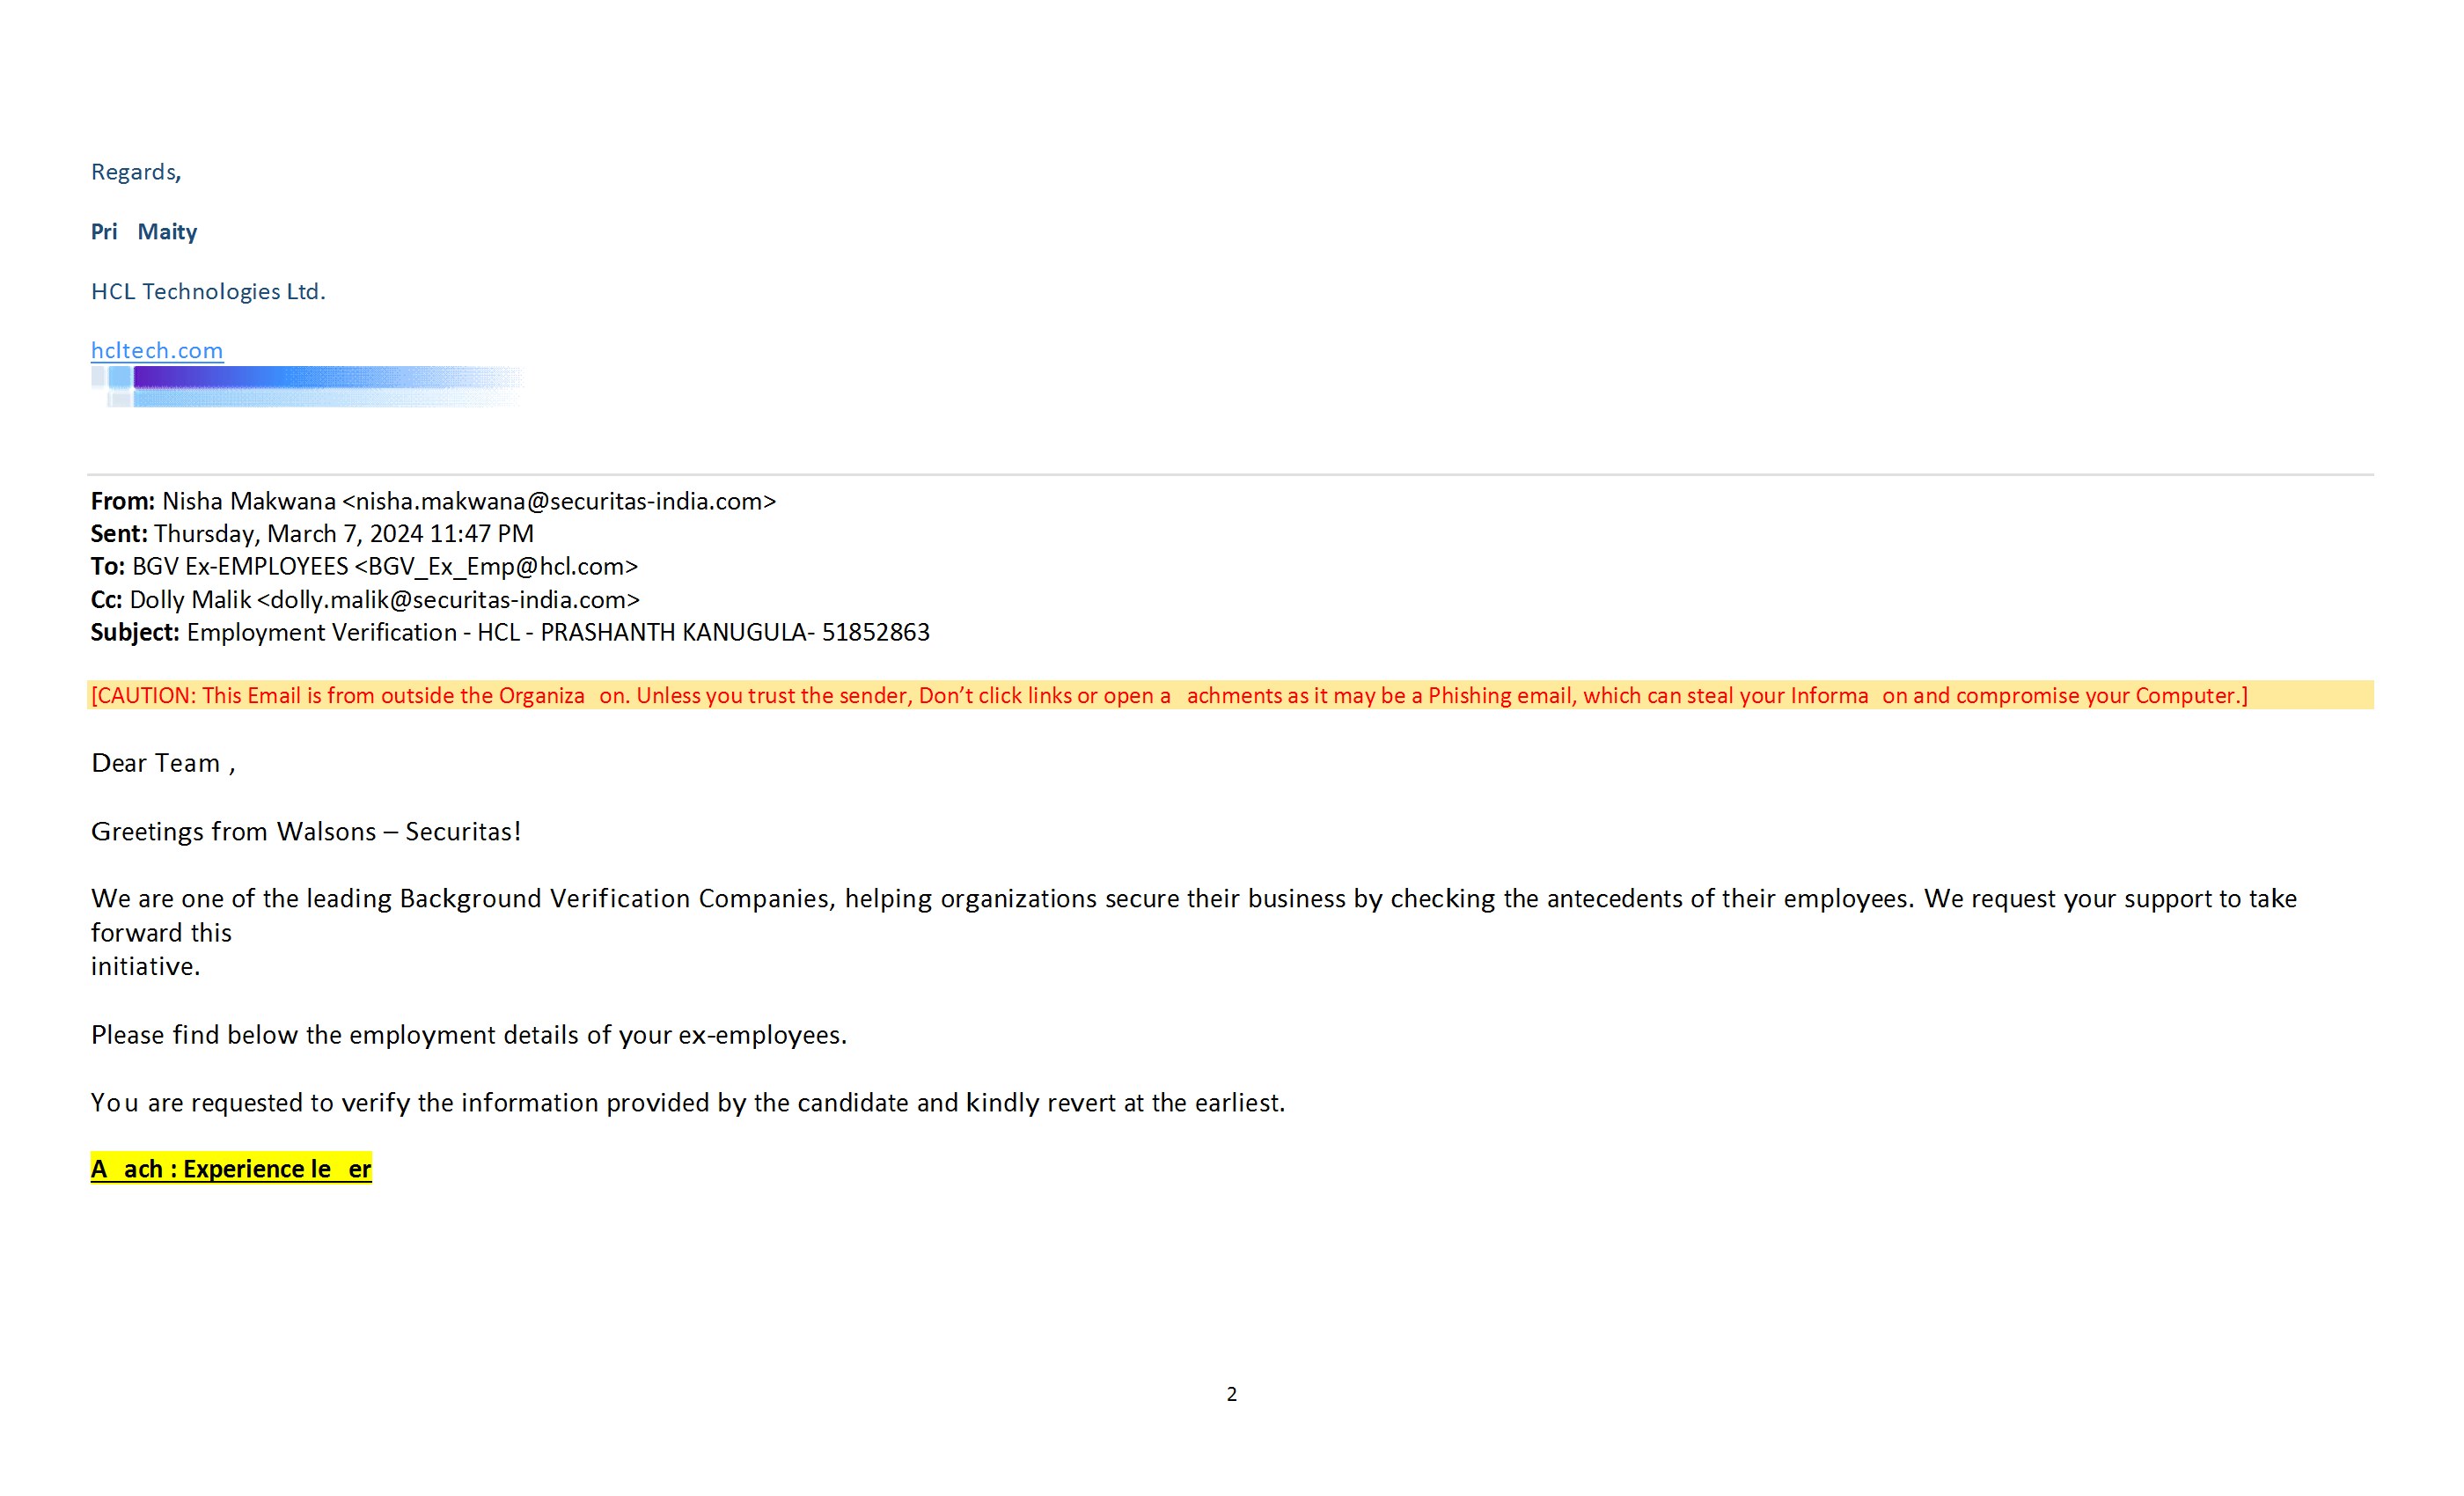 Regards,
Pri Maity
HCL Technologies Ltd.
hcltech.com
From: Nisha Makwana <nisha.makwana@securitas-india.com>
Sent: Thursday, March 7, 2024 11:47 PM
To: BGV Ex-EMPLOYEES <BGV_Ex_Emp@hcl.com>
Cc: Dolly Malik <dolly.malik@securitas-india.com>
Subject: Employment Verification - HCL - PRASHANTH KANUGULA- 51852863
[CAUTION: This Email is from outside the Organiza on. Unless you trust the sender, Don’t click links or open a achments as it may be a Phishing email, which can steal your Informa on and compromise your Computer.]
Dear Team ,
Greetings from Walsons – Securitas!
We are one of the leading Background Verification Companies, helping organizations secure their business by checking the antecedents of their employees. We request your support to take
forward this
initiative.
Please find below the employment details of your ex-employees.
You are requested to verify the information provided by the candidate and kindly revert at the earliest.
A ach : Experience le er
2